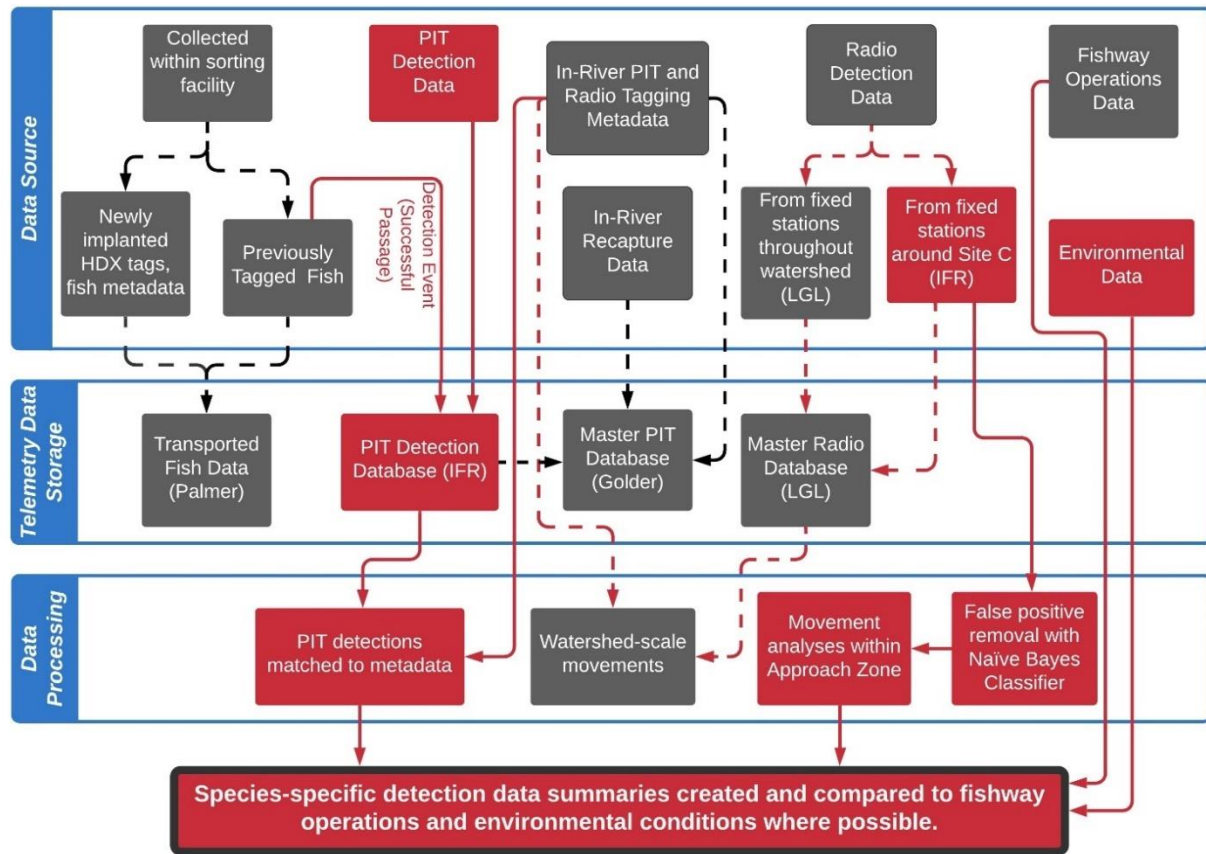 Data Source
Collected
within sorting
facility
PIT
Detection
Data
In-River PIT and
Radio Tagging
Metadata
Radio
Detection
Data
Fishway
Operations
Data
Newly
implanted
HDX tags,
fish metadata
Previously
Tagged Fish
Detection Event
(Successful
Passage)
In-River
Recapture
Data
From fixed
stations
throughout
watershed
(LGL)
From fixed
stations
around Site C
(IFR)
Environmental
Data
Telemetry Data
Storage
Transported
Fish Data
(Palmer)
PIT Detection
Database (IFR)
Master PIT
Database
(Golder)
Master Radio
Database
(LGL)
Data
Processing
PIT detections
matched to metadata
Watershed-scale
movements
Movement
analyses within
Approach Zone
False positive
removal with
Naïve Bayes
Classifier
Species-specific detection data summaries created and compared to fishway
operations and environmental conditions where possible.